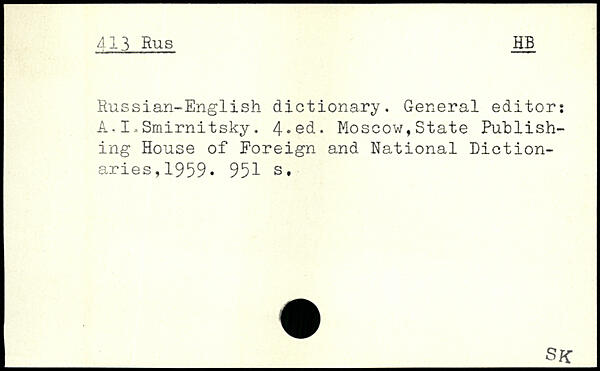 413 Rus HB
Russian-English dictionary. General editor:
A.I.Smirnitsky. 4.ed. Moscow,State Publish-
ing House of Foreign and National Diction-
aries,1959. 951 s.
SK